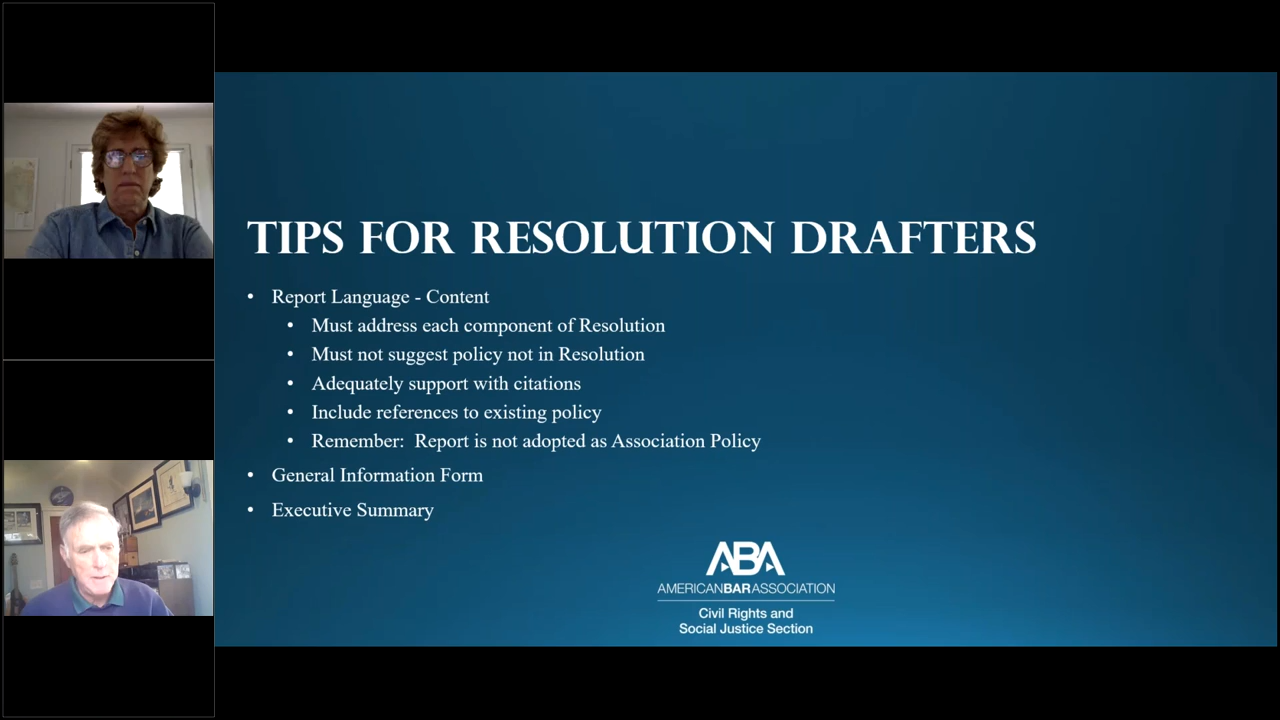 TIPS FOR RESOLUTION DRAFTERS
• Report Language - Content
• Must address each component of Resolution
• Must not suggest policy not in Resolution
• Adequately support with citations
• Include references to existing policy
• Remember: Report is not adopted as Association Policy
• General Information Form
• Executive Summary
ABA
AMERICANBARASSOCIATION
Civil Rights and
Social Justice Section